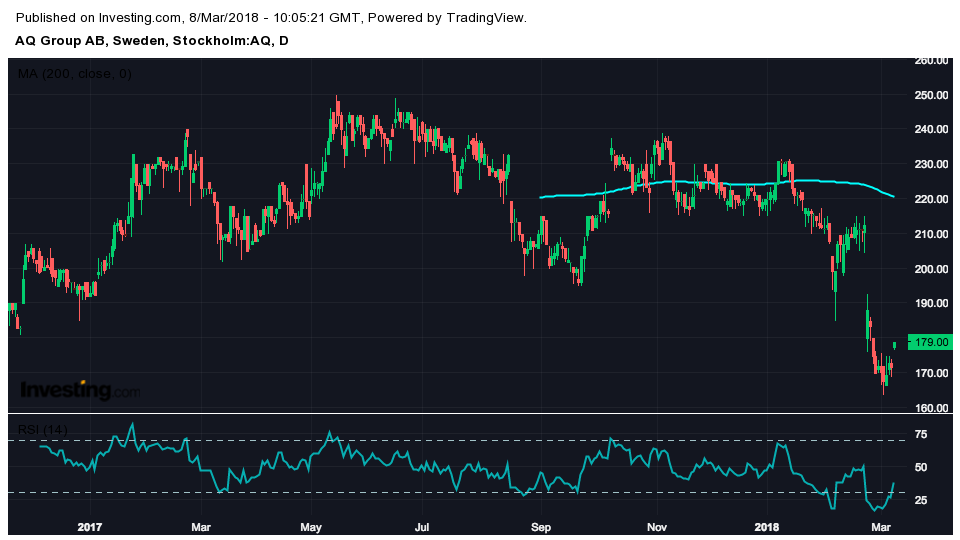 Published on Investing.com, 8/Mar/2018 - 10:05:21 GMT, Powered by TradingView.
AQ Group AB, Sweden, Stockholm:AQ, D
MA (200, close, 0)
260.00
250.00
240.00
230.00
220.00
210.00
200.00
190.00
179.00
170.00
160.00
Investing.com
RSI (14)
75
50
25
2017 Mar May Jul Sep Nov 2018 Mar